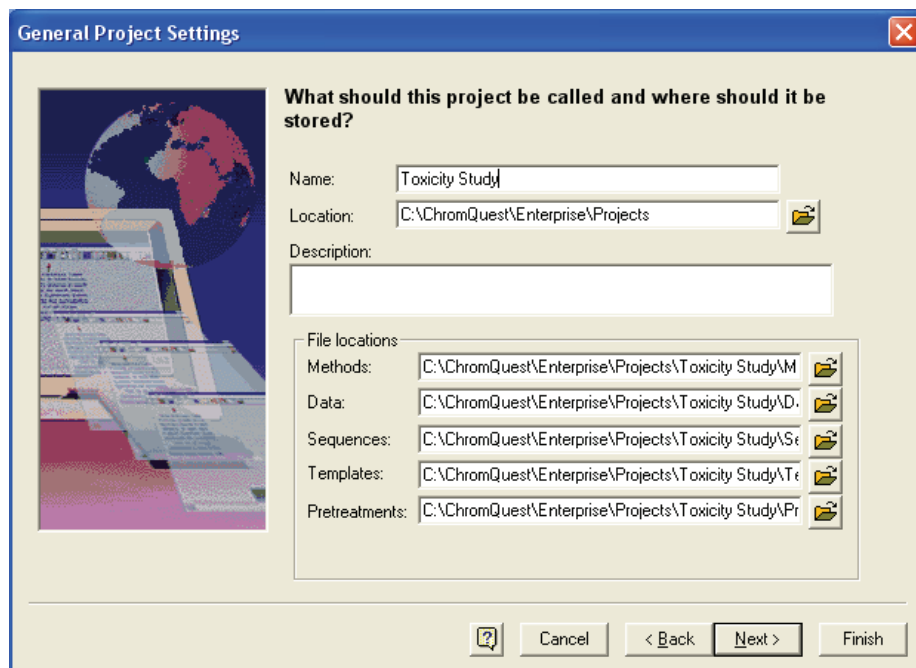 General Project Settings
What should this project be called and where should it be
stored?
Name: Toxicity Study
Location: C:\ChromQuest\Enterprise\Projects
Description:
File locations
Methods: C:\ChromQuest\Enterprise\Projects\Toxicity Study\M
Data: C:\ChromQuest\Enterprise\Projects\Toxicity Study\D
Sequences: C:\ChromQuest\Enterprise\Projects\Toxicity Study\Se
Templates: C:\ChromQuest\Enterprise\Projects\Toxicity Study\Te
Pretreatments: C:\ChromQuest\Enterprise\Projects\Toxicity Study\Pr
? Cancel < Back Next > Finish